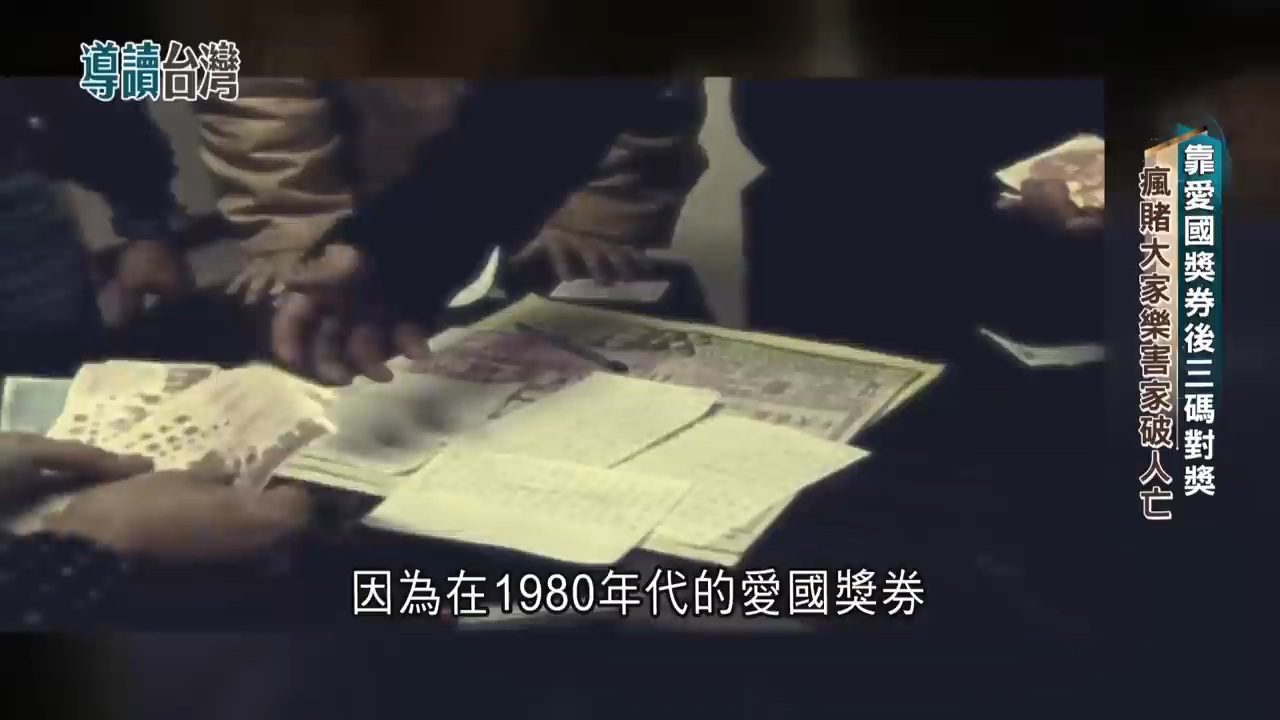 導讀台灣
靠愛國獎券後三碼對獎
瘋賭大家樂害家破人亡
因為在1980年代的愛國獎券